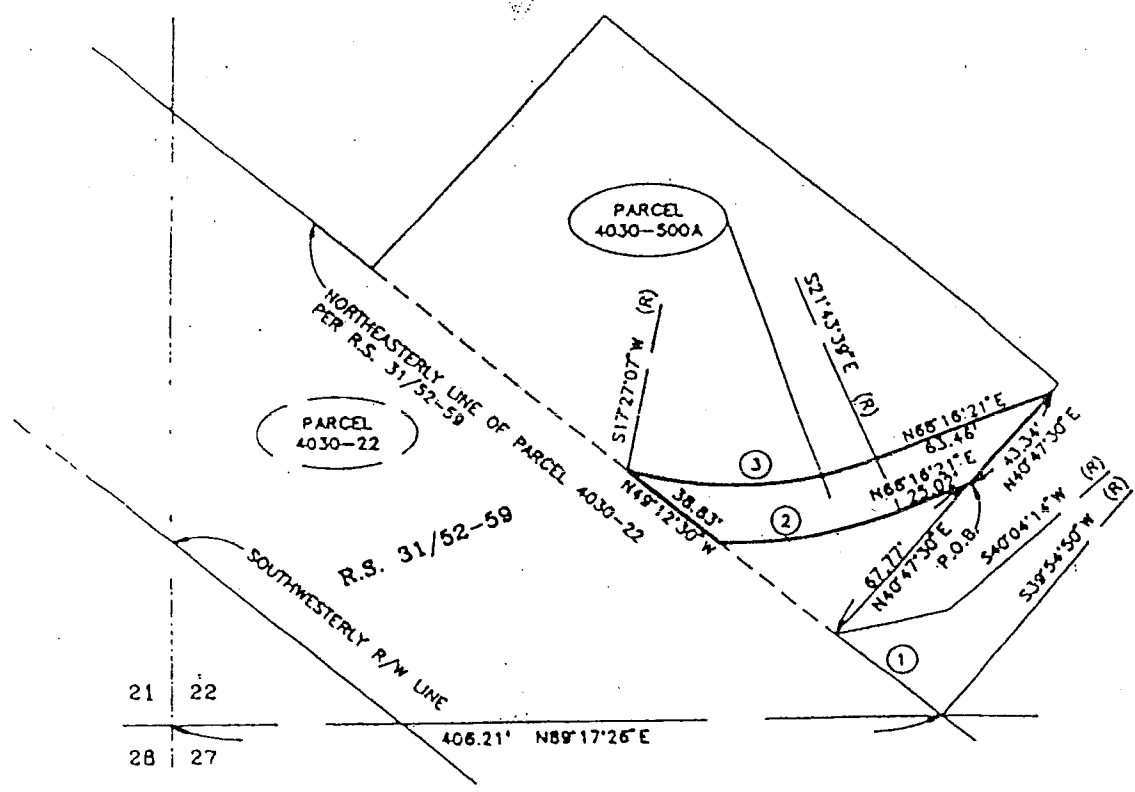 PARCEL
4030-500A
S21°43'39"E (R)
S17°27'07"W (R)
NORTHEASTERLY LINE OF PARCEL 4030-22
PER R.S. 31/52-59
PARCEL
4030-22
N68°16'21"E
63.46'
3
N68°16'21"E
25.02'
43.34'
N40°47'30"E
38.83'
N49°12'30"W
2
R.S. 31/52-59
67.77'
N40°47'30"E
P.O.B.
S40°04'14"W (R)
S39°54'50"W (R)
SOUTHWESTERLY R/W LINE
1
21 22
406.21' N89°17'26"E
28 27